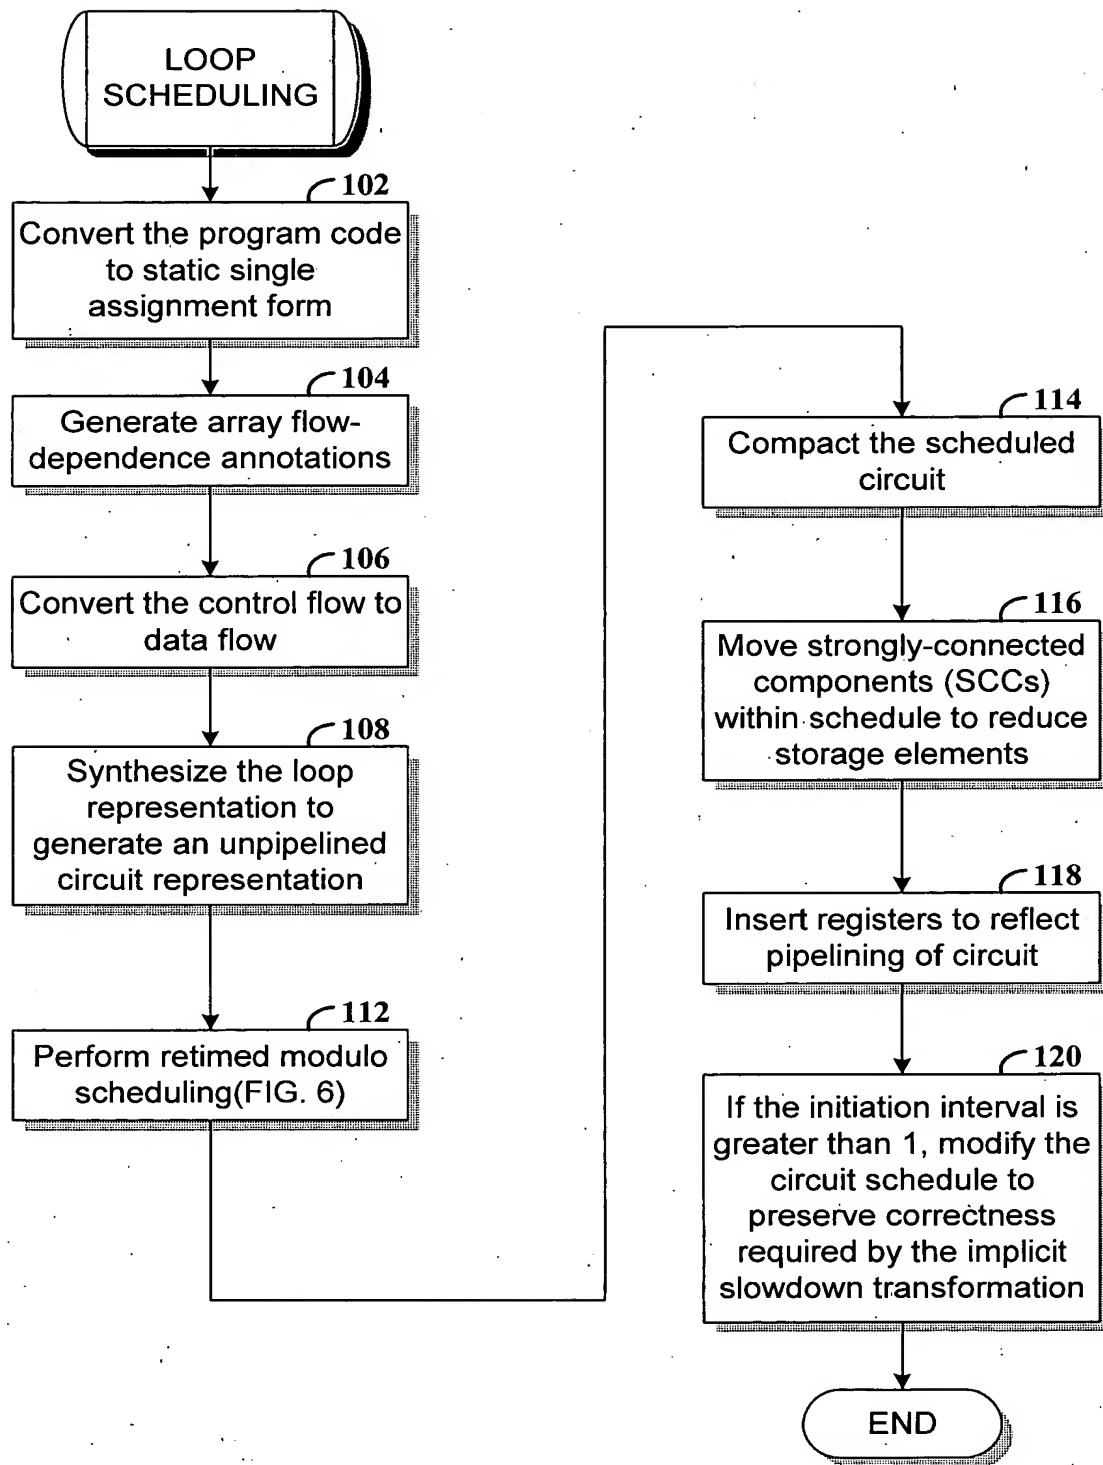 LOOP
SCHEDULING
102
Convert the program code
to static single
assignment form
104
Generate array flow-
dependence annotations
106
Convert the control flow to
data flow
108
Synthesize the loop
representation to
generate an unpipelined
circuit representation
112
Perform retimed modulo
scheduling(FIG. 6)
114
Compact the scheduled
circuit
116
Move strongly-connected
components (SCCs)
within schedule to reduce
storage elements
118
Insert registers to reflect
pipelining of circuit
120
If the initiation interval is
greater than 1, modify the
circuit schedule to
preserve correctness
required by the implicit
slowdown transformation
END